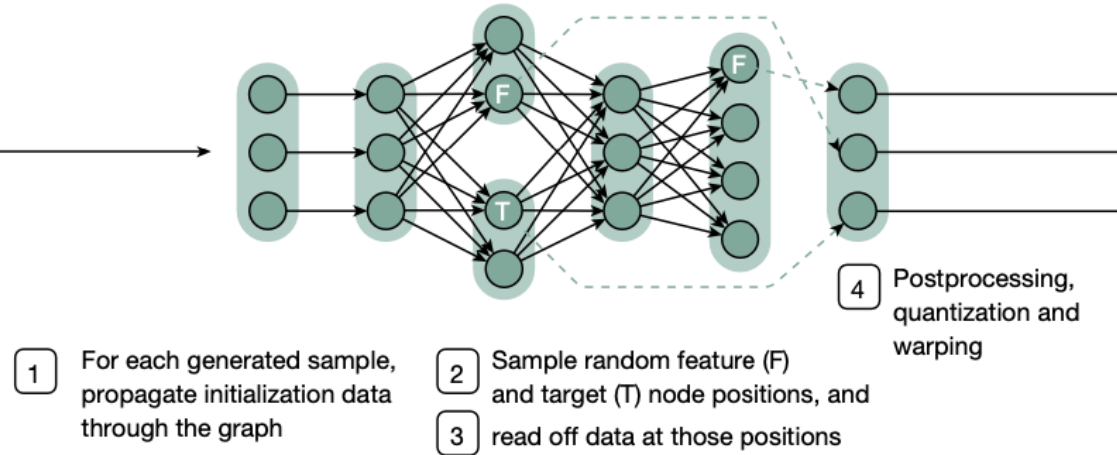 F
F
T
1
For each generated sample,
propagate initialization data
through the graph
2
Sample random feature (F)
and target (T) node positions, and
3
read off data at those positions
4
Postprocessing,
quantization and
warping